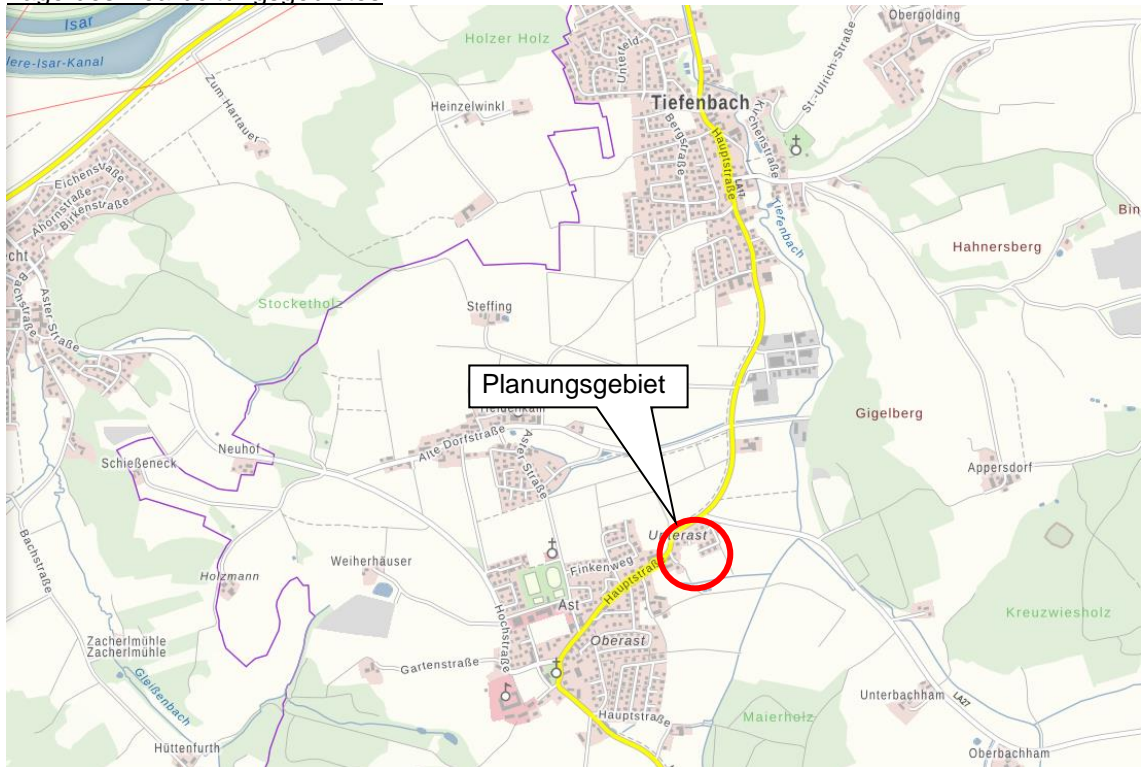 Isar
Obergolding
Holzer Holz
Unterfeld
St.-Ulrich-Straße
Zum-Hartauer
Heinzelwinkl
Tiefenbach
Kirchenstraße
Bergstraße
Hauptstraße
Eichenstraße
Ahornstraße
Birkenstraße
Tiefenbach
Hahnersberg
Bachstraße
Aster Straße
Stocketholz
Steffing
Planungsgebiet
Gigelberg
Alte Dorfstraße
Aster Straße
Neuhof
Schießeneck
Appersdorf
Unterast
Weiherhäuser
Finkenweg
Hauptstraße
Holzmann
Bachstraße
Ast
Hochstraße
Kreuzwiesholz
Oberast
Zacherlmühle
Zacherlmühle
Gartenstraße
Gleißenbach
Unterbachham
LA27
Hauptstraße
Maierholz
Hüttenfurth
Oberbachham